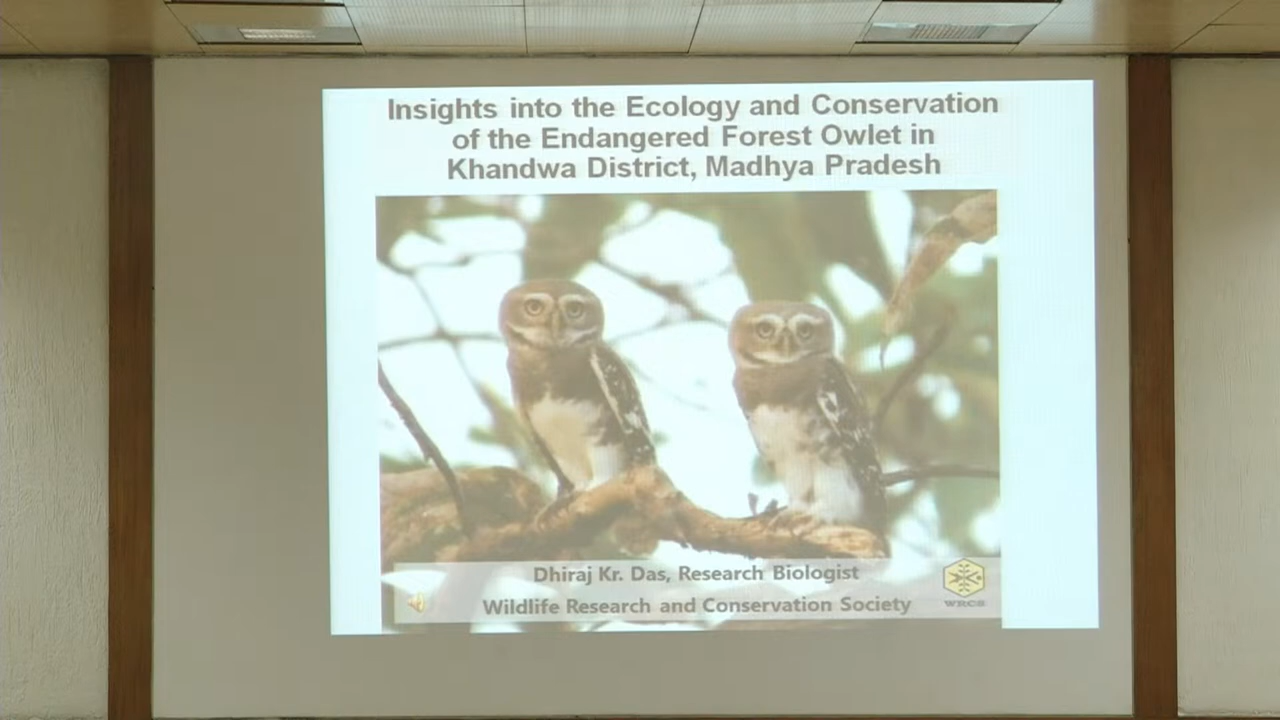 Insights into the Ecology and Conservation
of the Endangered Forest Owlet in
Khandwa District, Madhya Pradesh
Dhiraj Kr. Das, Research Biologist
Wildlife Research and Conservation Society
WRCS